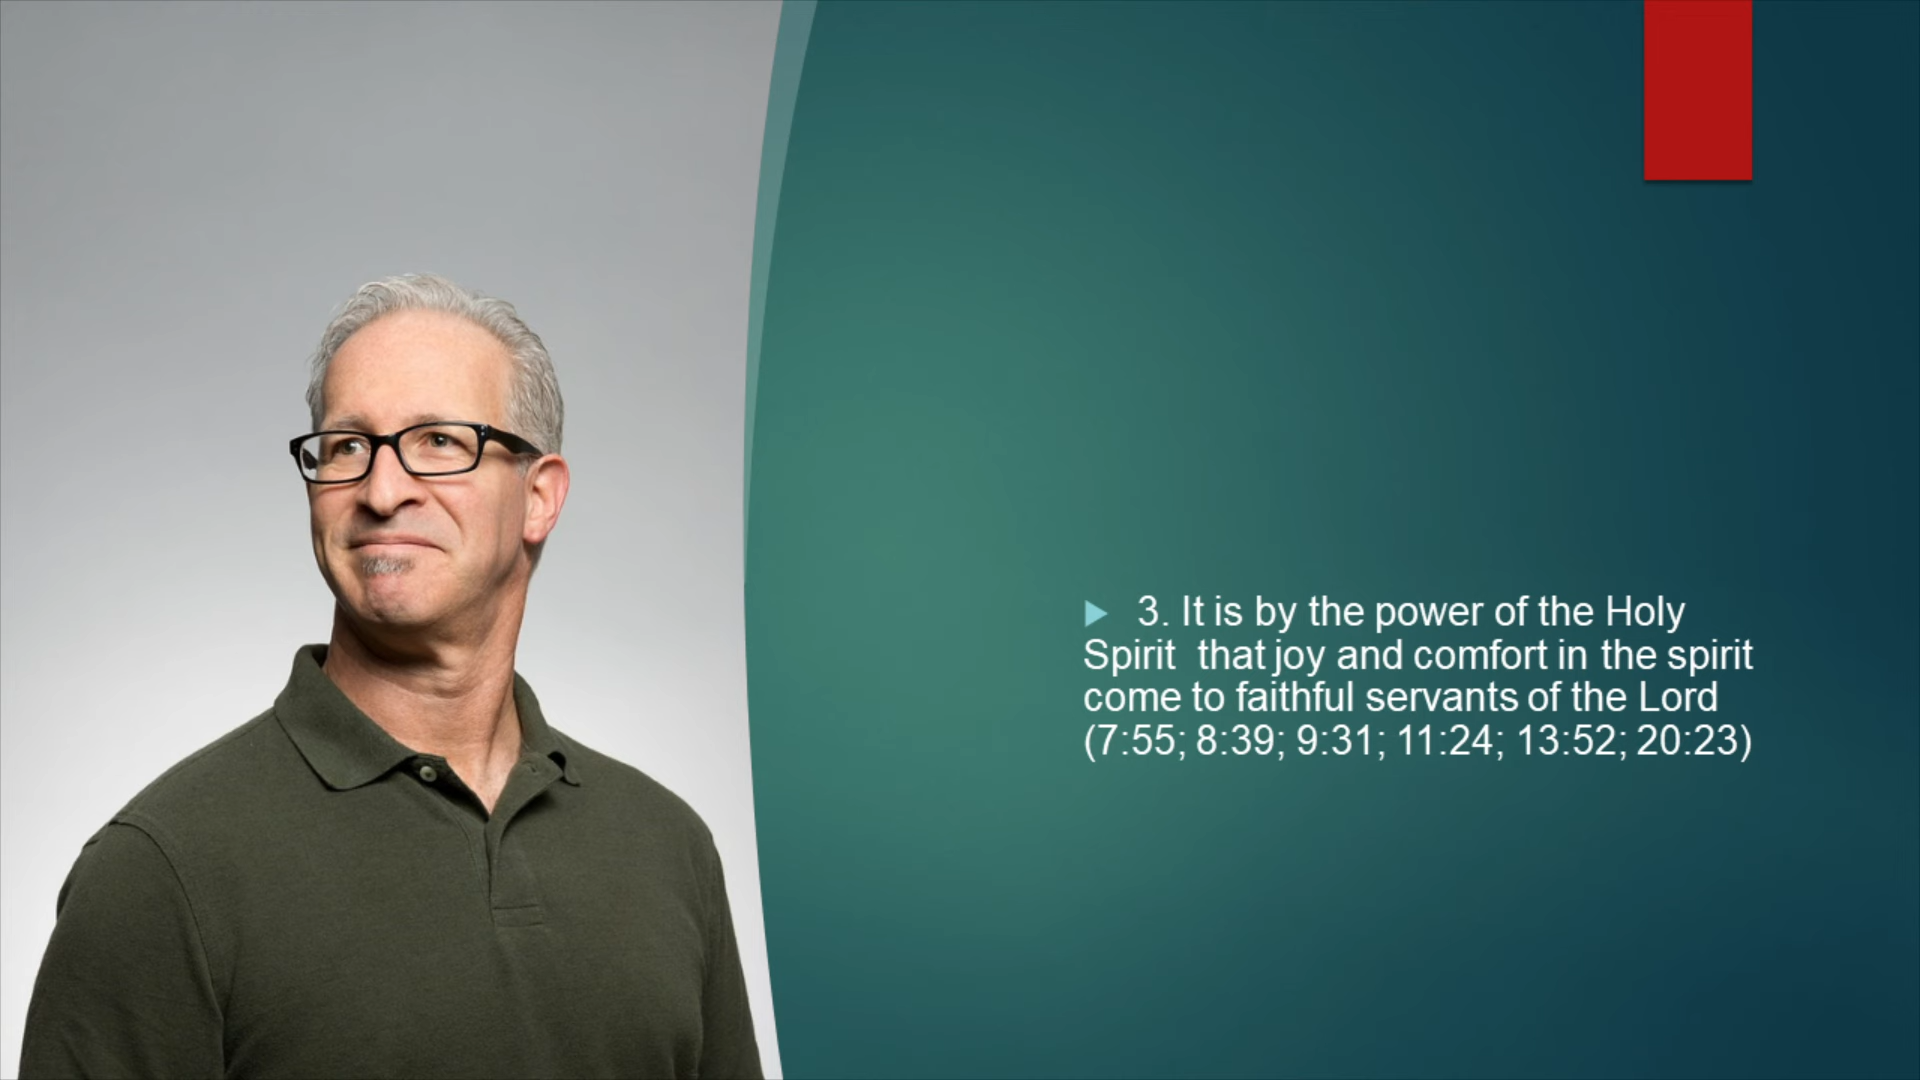 3. It is by the power of the Holy
Spirit  that joy and comfort in the spirit
come to faithful servants of the Lord
(7:55; 8:39; 9:31; 11:24; 13:52; 20:23)